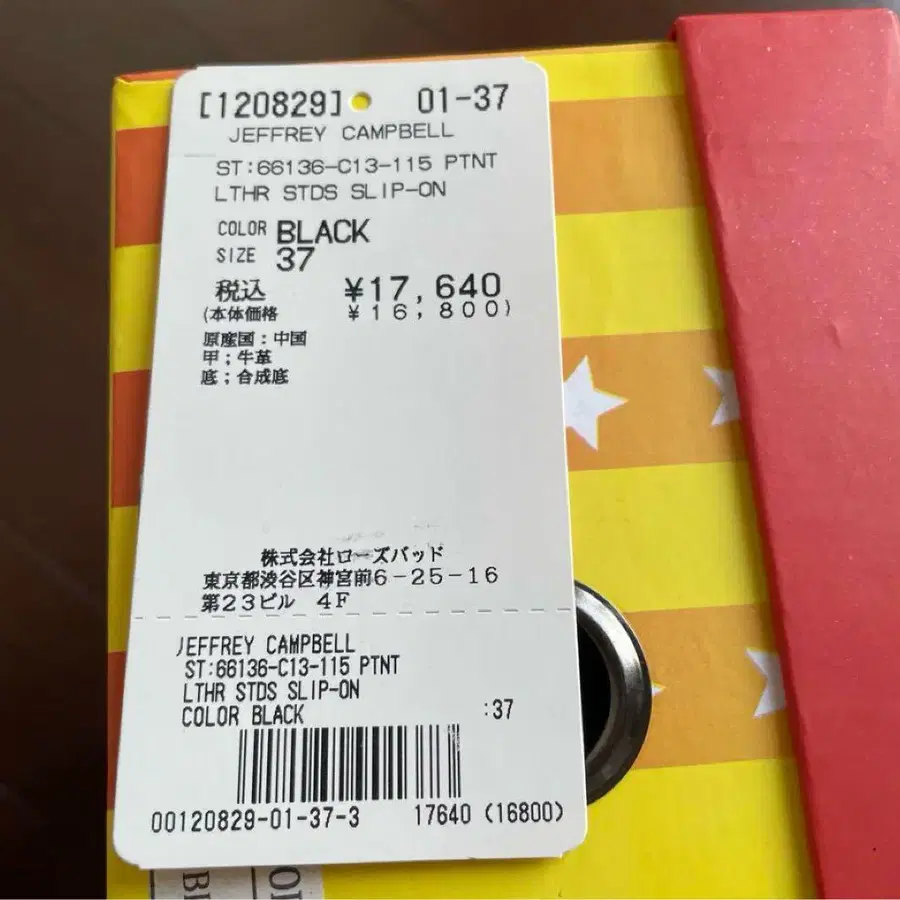 [120829] 01-37
JEFFREY CAMPBELL
ST:66136-C13-115 PTNT
LTHR STDS SLIP-ON
COLOR BLACK
SIZE 37
税込 ¥17,640
(本体価格 ¥16,800)
原産国:中国
甲;牛革
底;合成底
株式会社ローズバッド
東京都渋谷区神宮前6-25-16
第23ビル 4F
JEFFREY CAMPBELL
ST:66136-C13-115 PTNT
LTHR STDS SLIP-ON
COLOR BLACK :37
00120829-01-37-3 17640 (16800)